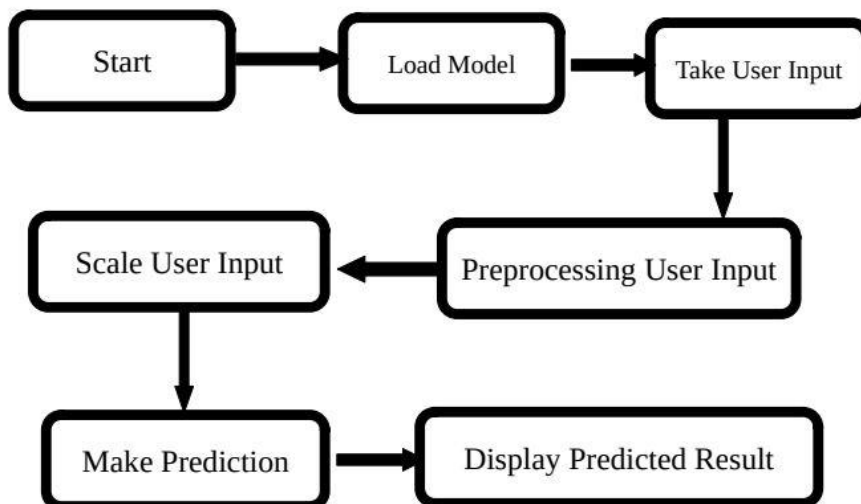 Start
Load Model
Take User Input
Preprocessing User Input
Scale User Input
Make Prediction
Display Predicted Result